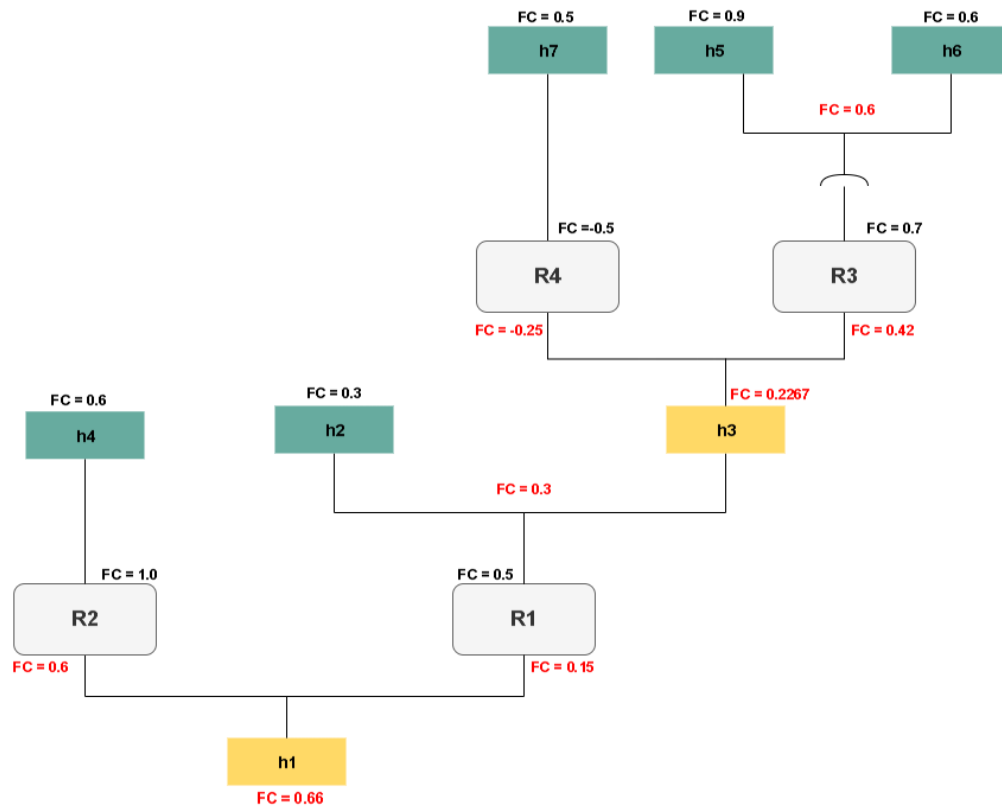 FC = 0.5
FC = 0.9
FC = 0.6
h7
h5
h6
FC = 0.6
FC =-0.5
FC = 0.7
R4
R3
FC = -0.25
FC = 0.42
FC = 0.6
FC = 0.3
FC = 0.2267
h4
h2
h3
FC = 0.3
FC = 1.0
FC = 0.5
R2
R1
FC = 0.6
FC = 0.15
h1
FC = 0.66